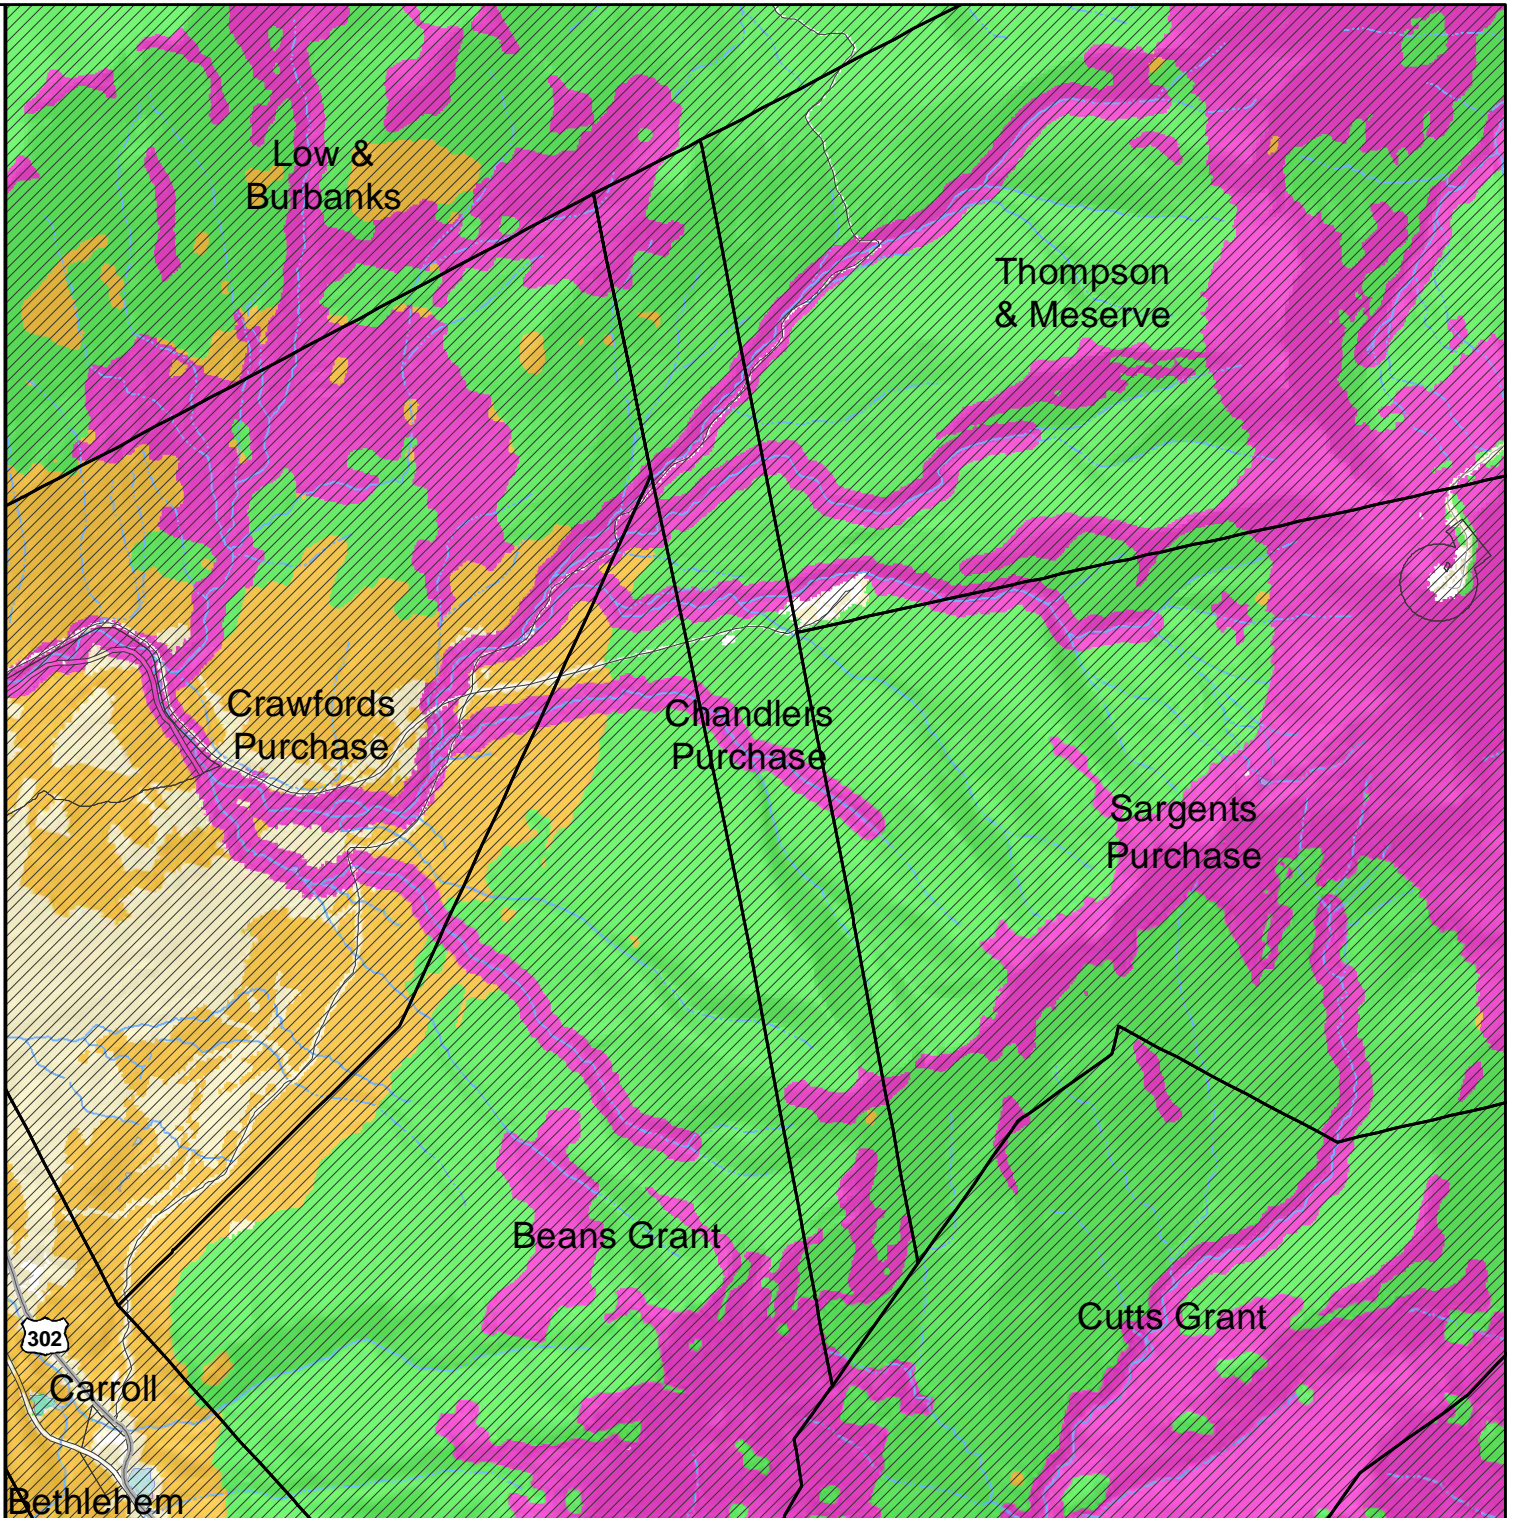 Low &
Burbanks
Thompson
& Meserve
Crawfords
Purchase
Chandlers
Purchase
Sargents
Purchase
Beans Grant
Cutts Grant
302
Carroll
Bethlehem